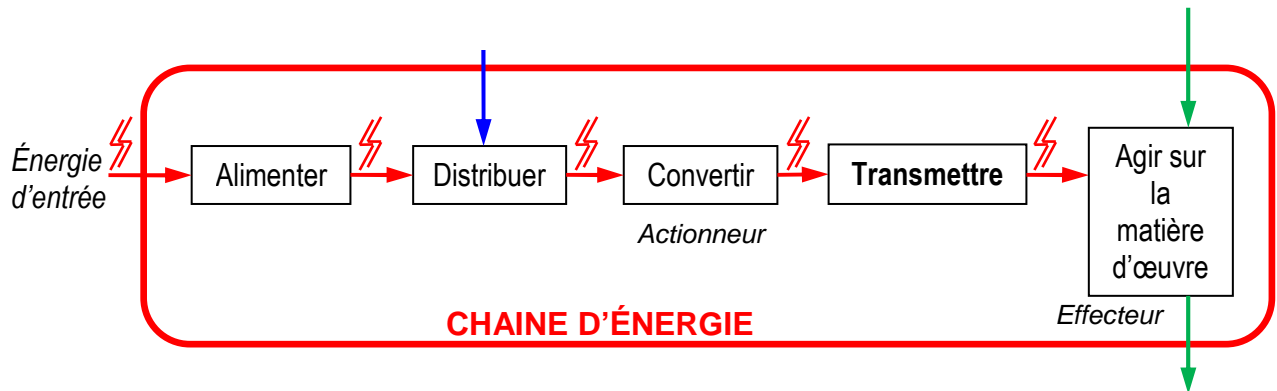 Énergie
d'entrée
Alimenter
Distribuer
Convertir
Actionneur
Transmettre
Agir sur
la
matière
d'œuvre
Effecteur
CHAINE D'ÉNERGIE